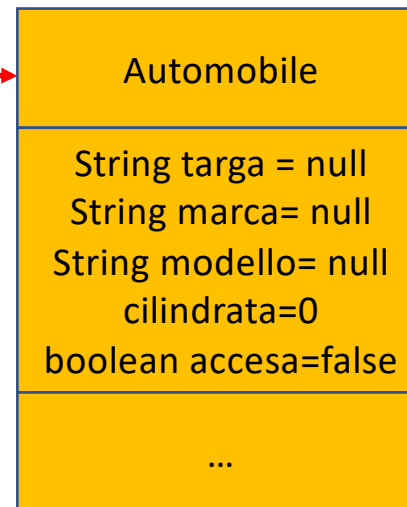 Automobile
String targa = null
String marca= null
String modello= null
cilindrata=0
boolean accesa=false
...